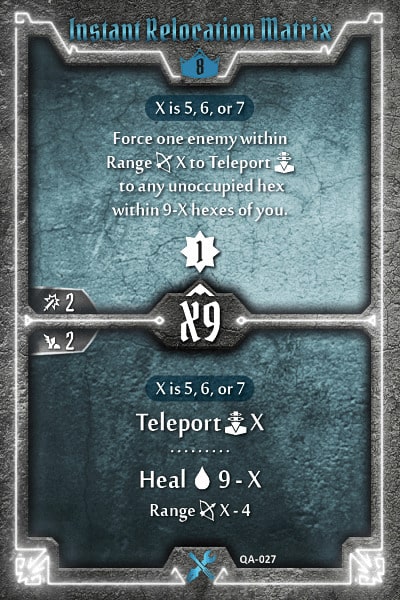 Instant Relocation Matrix
8
X is 5, 6, or 7
Force one enemy within
Range X to Teleport
to any unoccupied hex
within 9-X hexes of you.
1
2
X9
2
X is 5, 6, or 7
Teleport X
Heal 9 - X
Range X - 4
QA-027